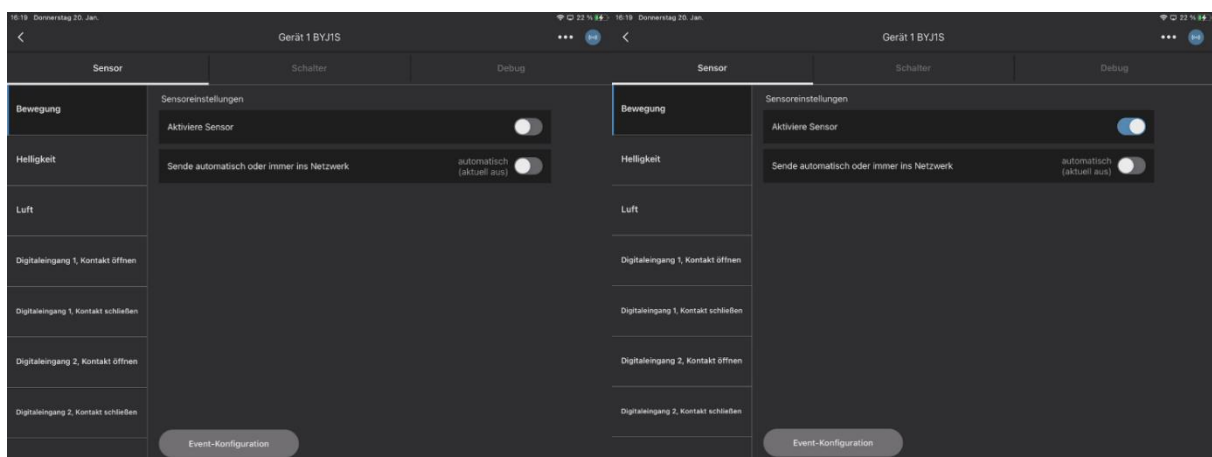 16:19 Donnerstag 20. Jan.
22 %
Gerät 1 BYJ1S
Sensor
Schalter
Debug
Bewegung
Helligkeit
Luft
Digitaleingang 1, Kontakt öffnen
Digitaleingang 1, Kontakt schließen
Digitaleingang 2, Kontakt öffnen
Digitaleingang 2, Kontakt schließen
Sensoreinstellungen
Aktiviere Sensor
Sende automatisch oder immer ins Netzwerk
automatisch
(aktuell aus)
Event-Konfiguration
16:19 Donnerstag 20. Jan.
22 %
Gerät 1 BYJ1S
Sensor
Schalter
Debug
Bewegung
Helligkeit
Luft
Digitaleingang 1, Kontakt öffnen
Digitaleingang 1, Kontakt schließen
Digitaleingang 2, Kontakt öffnen
Digitaleingang 2, Kontakt schließen
Sensoreinstellungen
Aktiviere Sensor
Sende automatisch oder immer ins Netzwerk
automatisch
(aktuell aus)
Event-Konfiguration